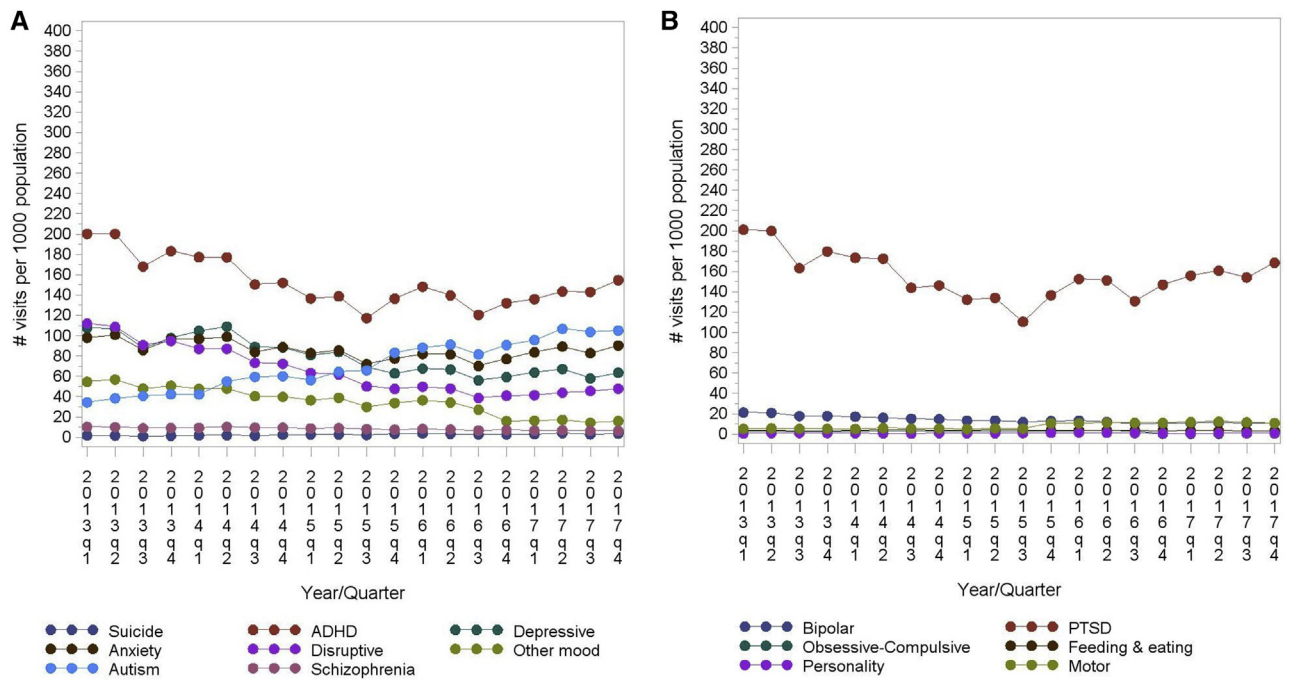 A
# visits per 1000 population
400
380
360
340
320
300
280
260
240
220
200
180
160
140
120
100
80
60
40
20
0
2013q1
2013q2
2013q3
2013q4
2014q1
2014q2
2014q3
2014q4
2015q1
2015q2
2015q3
2015q4
2016q1
2016q2
2016q3
2016q4
2017q1
2017q2
2017q3
2017q4
Year/Quarter
Suicide
ADHD
Depressive
Anxiety
Disruptive
Other mood
Autism
Schizophrenia
B
# visits per 1000 population
400
380
360
340
320
300
280
260
240
220
200
180
160
140
120
100
80
60
40
20
0
2013q1
2013q2
2013q3
2013q4
2014q1
2014q2
2014q3
2014q4
2015q1
2015q2
2015q3
2015q4
2016q1
2016q2
2016q3
2016q4
2017q1
2017q2
2017q3
2017q4
Year/Quarter
Bipolar
PTSD
Obsessive-Compulsive
Feeding & eating
Personality
Motor